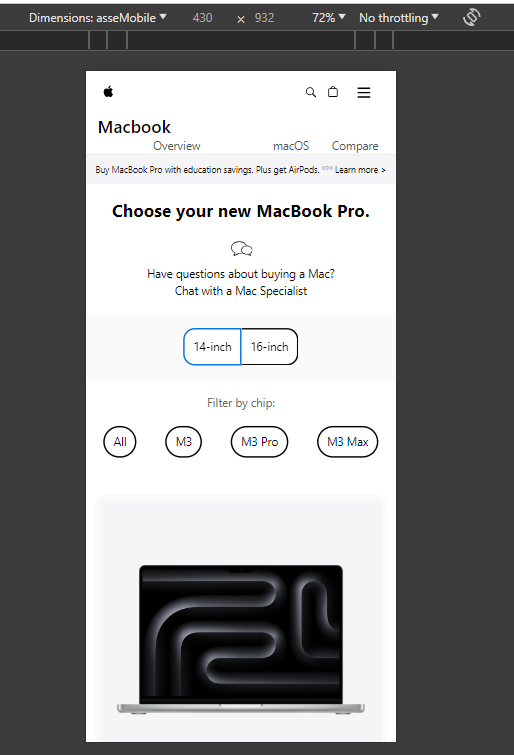 Dimensions: asseMobile 430 × 932 72% No throttling
Macbook
Overview macOS Compare
Buy MacBook Pro with education savings. Plus get AirPods. ◊◊◊ Learn more >
Choose your new MacBook Pro.
Have questions about buying a Mac?
Chat with a Mac Specialist
14-inch 16-inch
Filter by chip:
All M3 M3 Pro M3 Max